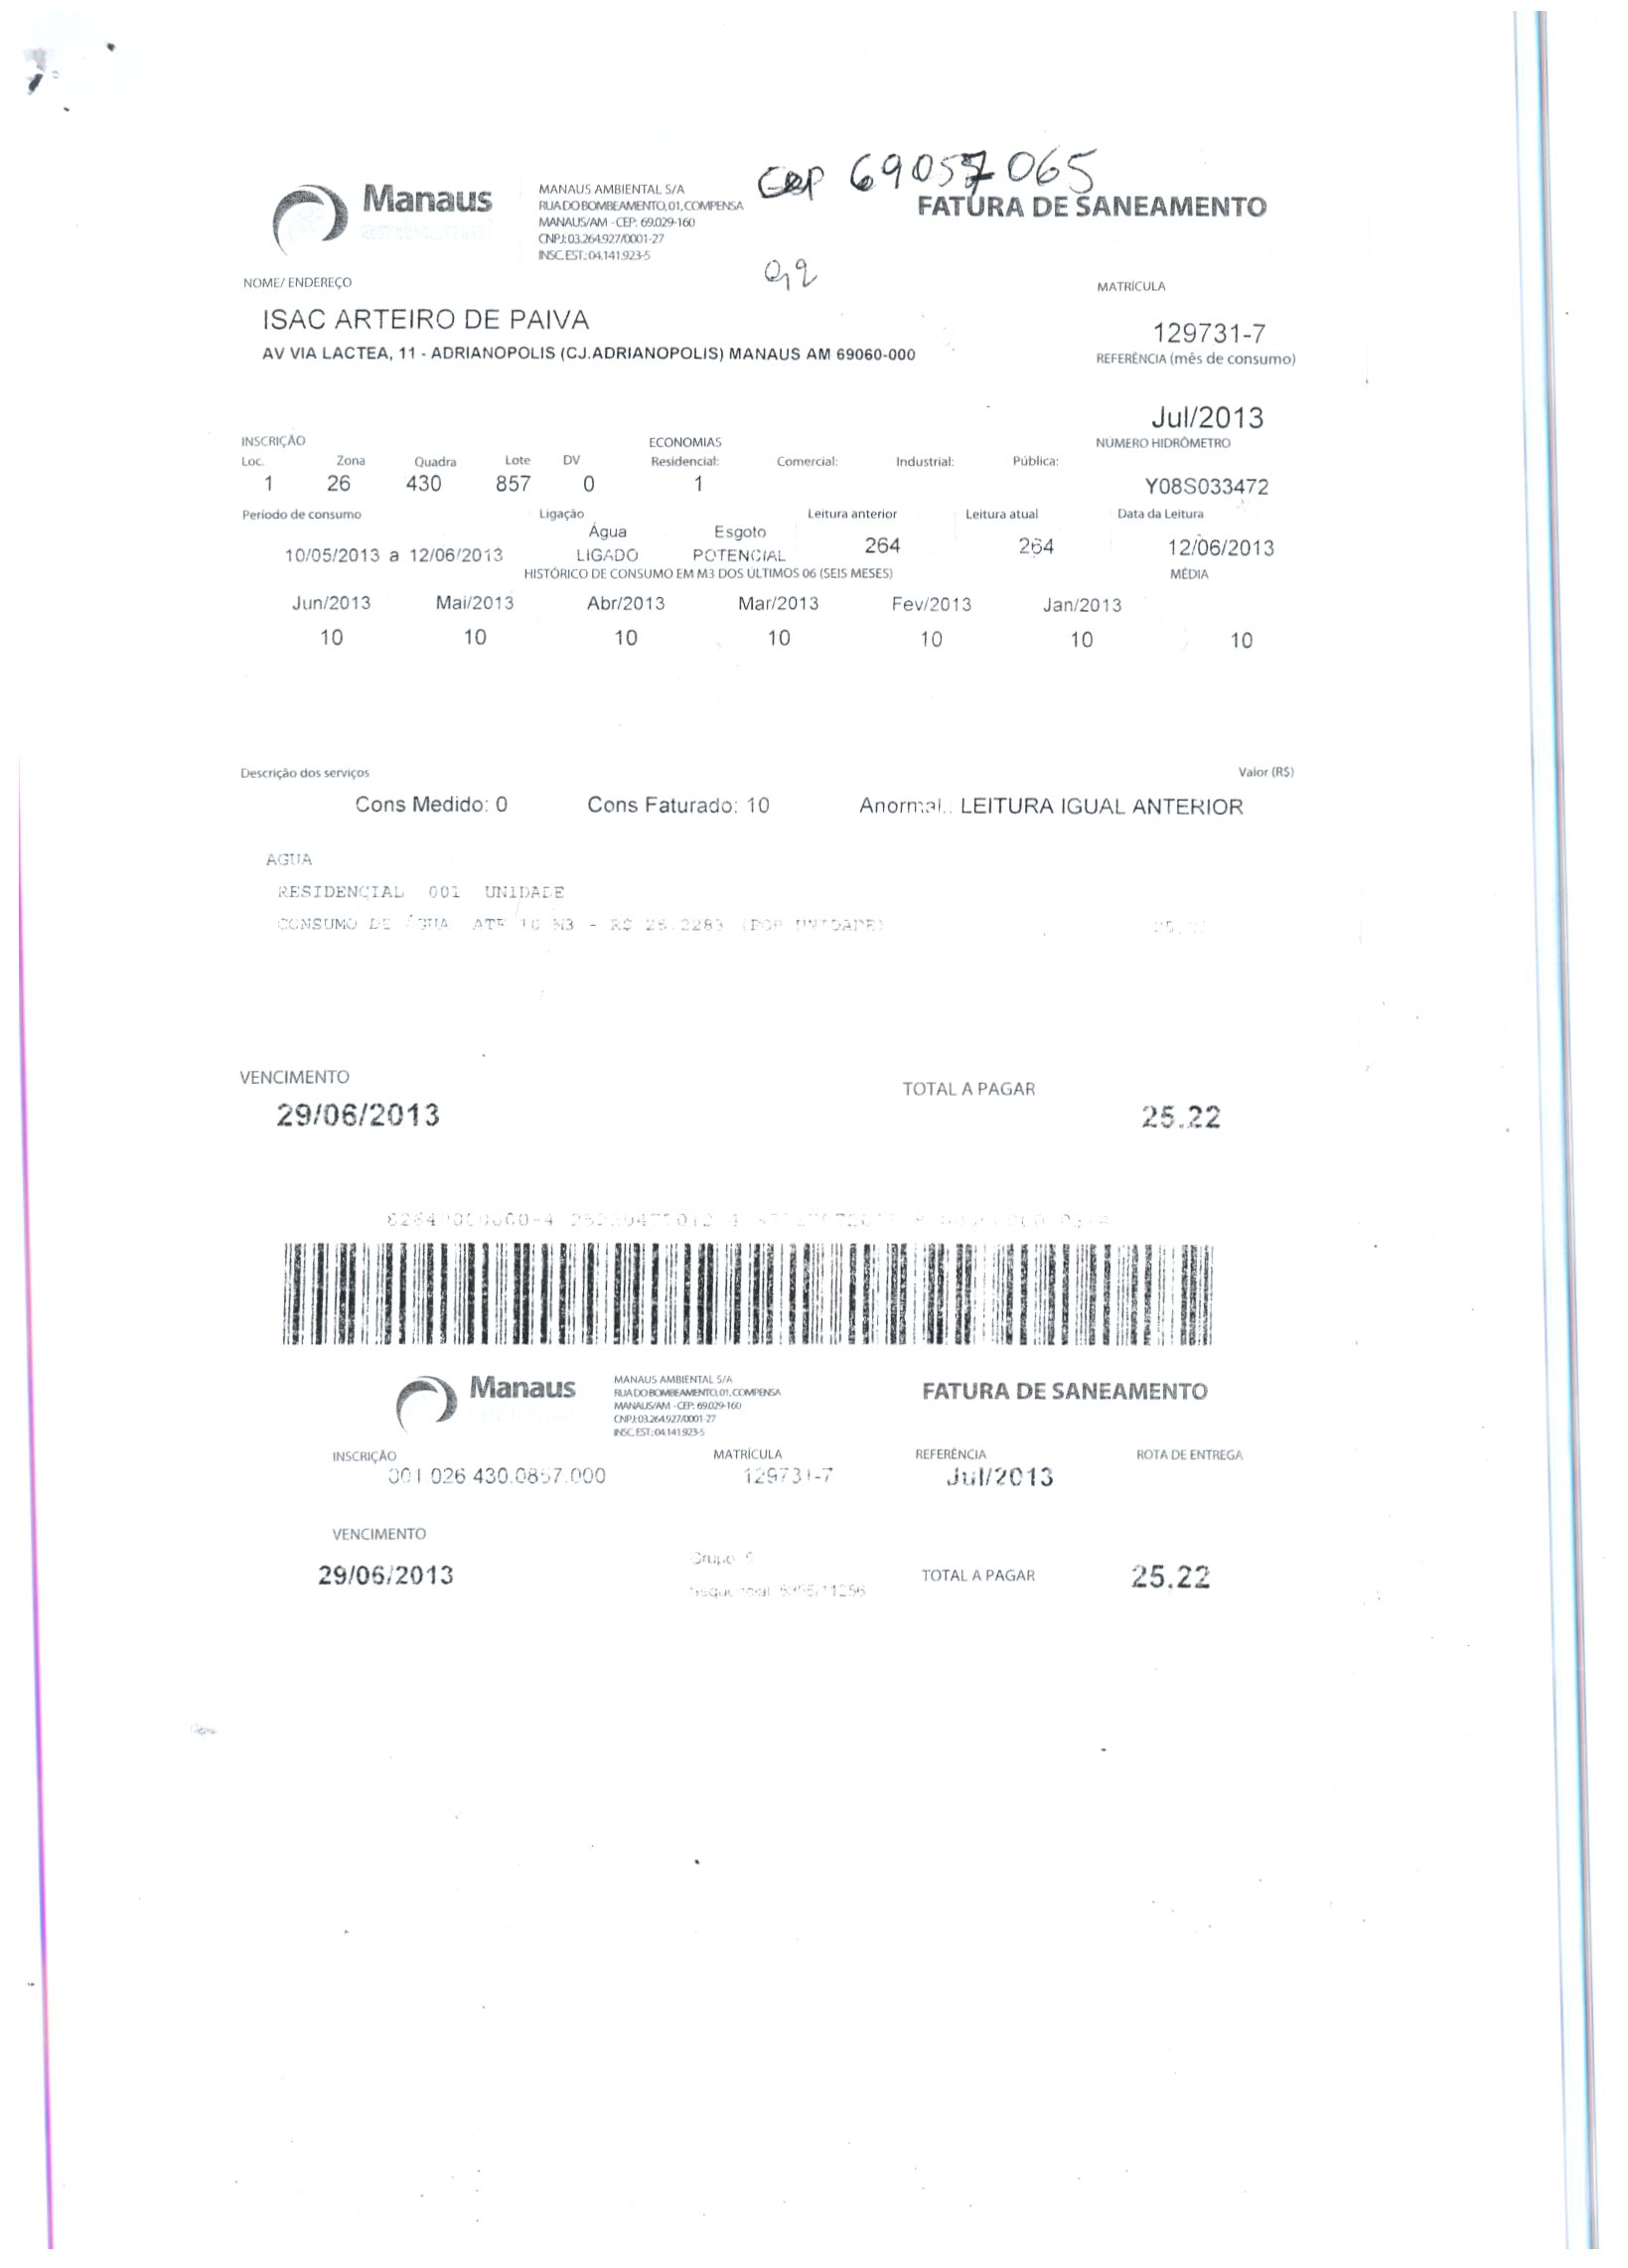 Cep 69057065
Manaus
MANAUS AMBIENTAL S/A
RUA DO BOMBEAMENTO, 01, COMPENSA
MANAUS/AM - CEP: 69.029-160
CNPJ: 03.264.927/0001-27
INSC.EST.: 04.141.923-5
FATURA DE SANEAMENTO
NOME/ ENDEREÇO
MATRÍCULA
ISAC ARTEIRO DE PAIVA
129731-7
AV VIA LACTEA, 11 - ADRIANOPOLIS (CJ.ADRIANOPOLIS) MANAUS AM 69060-000
REFERÊNCIA (mês de consumo)
Jul/2013
INSCRIÇÃO ECONOMIAS NÚMERO HIDRÔMETRO
Loc. Zona Quadra Lote DV Residencial: Comercial: Industrial: Pública:
1 26 430 857 0 1 Y08S033472
Período de consumo Ligação Leitura anterior Leitura atual Data da Leitura
Água Esgoto
10/05/2013 a 12/06/2013 LIGADO POTENCIAL 264 264 12/06/2013
HISTÓRICO DE CONSUMO EM M3 DOS ÚLTIMOS 06 (SEIS MESES) MÉDIA
Jun/2013 Mai/2013 Abr/2013 Mar/2013 Fev/2013 Jan/2013
10 10 10 10 10 10 10
Descrição dos serviços Valor (R$)
Cons Medido: 0 Cons Faturado: 10 Anormal.. LEITURA IGUAL ANTERIOR
AGUA
RESIDENCIAL 001 UNIDADE
CONSUMO DE ÁGUA ATE 10 M3 - R$ 25.2283 (POR UNIDADE)
VENCIMENTO TOTAL A PAGAR
29/06/2013 25.22
Manaus
MANAUS AMBIENTAL S/A
RUA DO BOMBEAMENTO, 01, COMPENSA
MANAUS/AM - CEP: 69.029-160
CNPJ: 03.264.927/0001-27
INSC.EST.: 04.141.923-5
FATURA DE SANEAMENTO
INSCRIÇÃO MATRÍCULA REFERÊNCIA ROTA DE ENTREGA
001 026 430.0857.000 129731-7 Jul/2013
VENCIMENTO
Grupo
29/06/2013 TOTAL A PAGAR 25.22
Sequencial